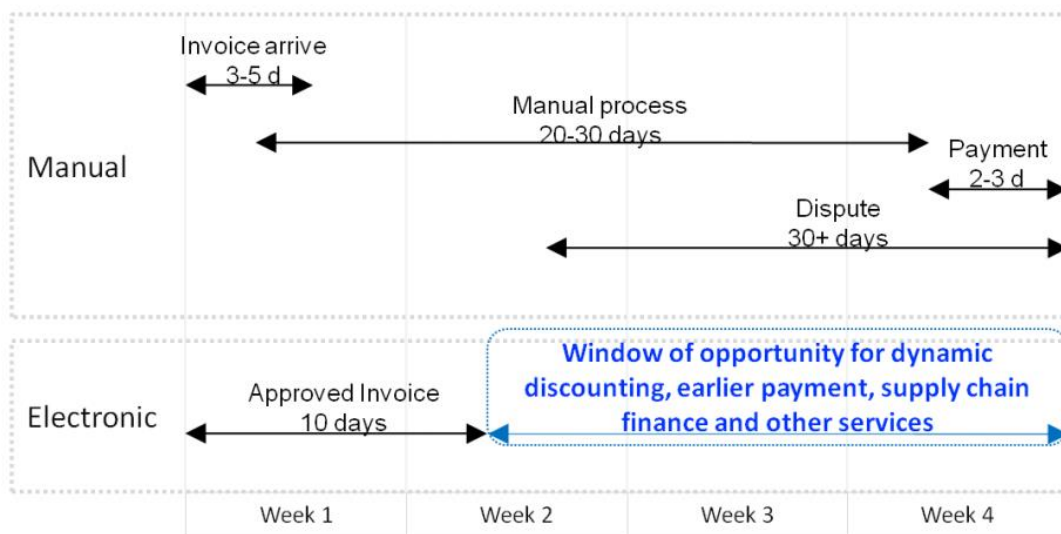 Invoice arrive
3-5 d
Manual process
20-30 days
Manual
Payment
2-3 d
Dispute
30+ days
Window of opportunity for dynamic
discounting, earlier payment, supply chain
finance and other services
Approved Invoice
10 days
Electronic
Week 1
Week 2
Week 3
Week 4